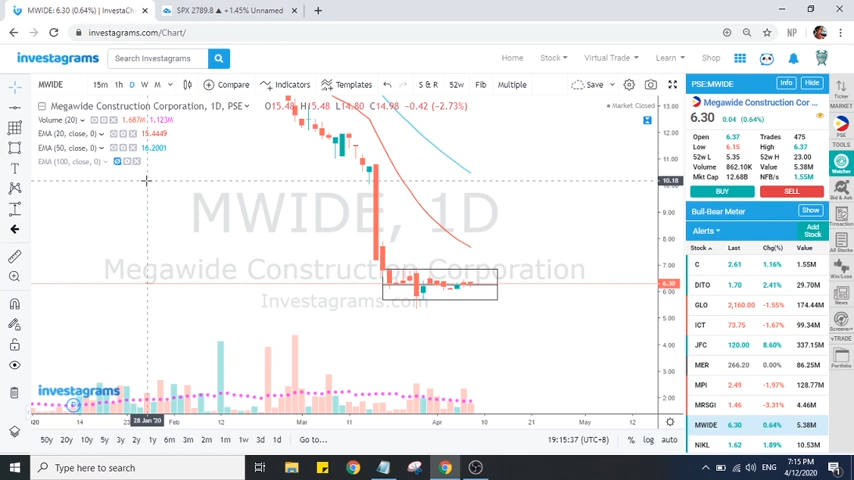 MWIDE: 6.30 (0.64%) | InvestaCha
SPX 2789.8 ▲ +1.45% Unnamed
investagrams.com/Chart/
NP
investagrams
Search Investagrams
Home
Stock
Virtual Trade
Learn
Shop
MWIDE
15m 1h D W M
Compare
Indicators
Templates
S & R
52w
Fib
Multiple
Save
Megawide Construction Corporation, 1D, PSE
O15.48 H15.48 L14.80 C14.98 -0.42 (-2.73%)
Market Closed
Volume (20) 1.687M 1.123M
EMA (20, close, 0) 15.4449
EMA (50, close, 0) 16.2001
EMA (100, close, 0)
13.00
12.00
11.00
10.18
9.00
8.00
7.00
6.30
6.00
5.00
4.00
3.00
2.00
MWIDE, 1D
Megawide Construction Corporation
Investagrams.com
investagrams
14
28 Jan '20
Feb
12
Mar
11
Apr
10
May
12
50y 20y 10y 5y 3y 2y 1y 6m 3m 2m 1m 3w 1d
Go to...
19:15:37 (UTC+8)
% log auto
PSE:MWIDE
Info
Hide
Megawide Construction Cor ...
6.30 0.04 (0.64%)
Open 6.37 Trades 475
Low 6.15 High 6.37
52w L 5.35 52w H 23.00
Volume 862.10K Value 5.38M
Mkt Cap 12.68B NFB/s 1.55M
BUY
SELL
Bull-Bear Meter
Show
Alerts
Add Stock
Stock Last Chg(%) Value
C 2.61 1.16% 1.55M
DITO 1.70 2.41% 29.70M
GLO 2,160.00 -1.55% 174.44M
ICT 73.75 -1.67% 99.34M
JFC 120.00 8.60% 337.15M
MER 266.20 0.00% 86.25M
MPI 2.49 -1.97% 128.77M
MRSGI 1.46 -3.31% 4.46M
MWIDE 6.30 0.64% 5.38M
NIKL 1.62 1.89% 10.53M
Ticker
MARKET
PSE
TOOLS
Watcher
Bid & Ask
Transaction
All Stocks
Win/Lose
News
Screener+
vTRADE
Portfolio
Type here to search
ENG
7:15 PM
4/12/2020